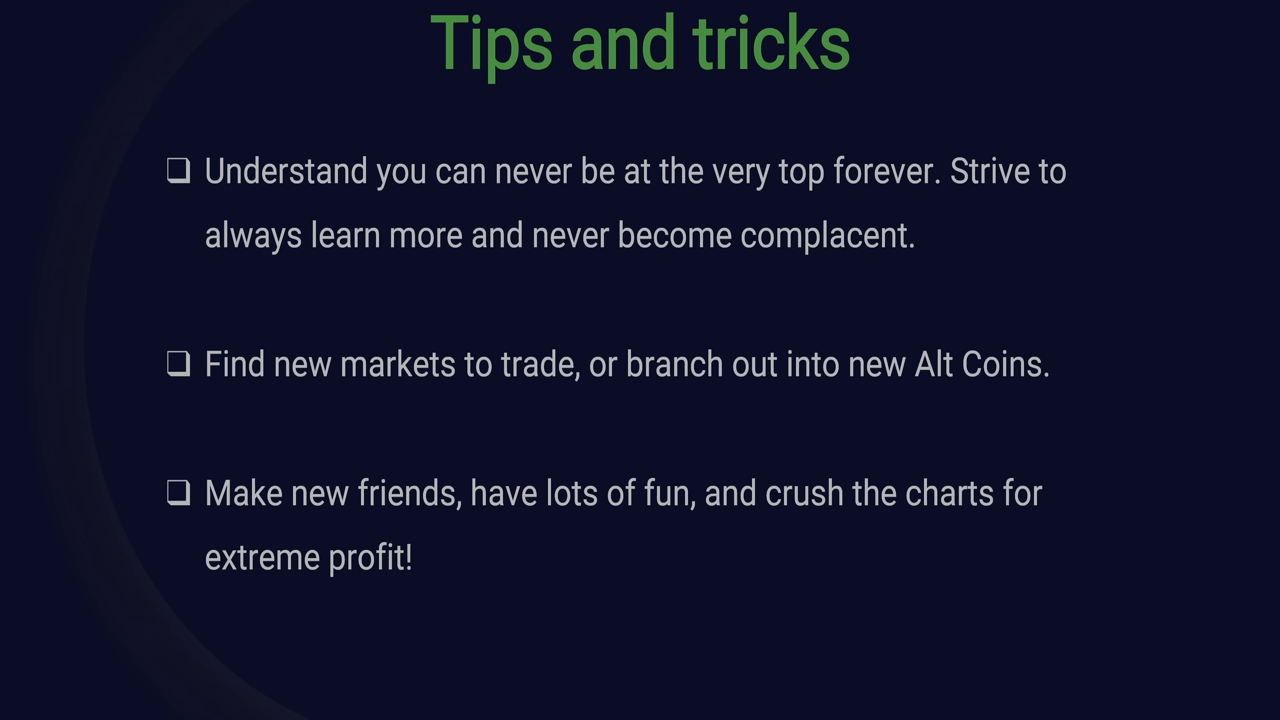 Tips and tricks
❑ Understand you can never be at the very top forever. Strive to
always learn more and never become complacent.
❑ Find new markets to trade, or branch out into new Alt Coins.
❑ Make new friends, have lots of fun, and crush the charts for
extreme profit!